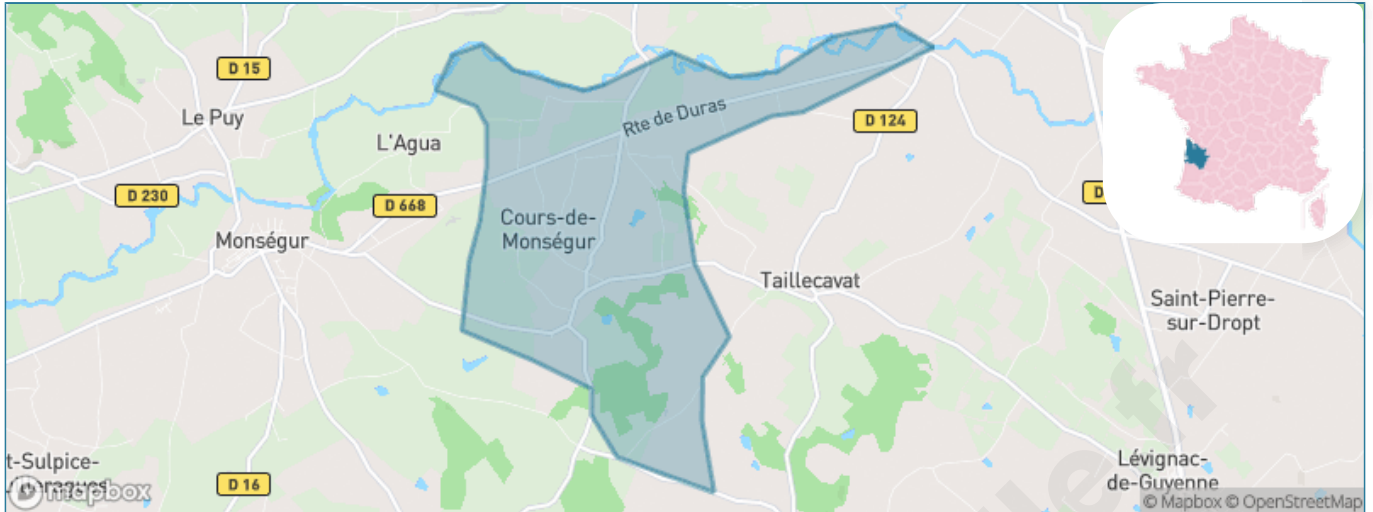 D 15
Le Puy
Rte de Duras
D 124
L'Agua
D 230
D 668
D
Cours-de-
Monségur
Monségur
Taillecavat
Saint-Pierre-
sur-Dropt
t-Sulpice-
D 16
mapbox
Lévignac-
de-Guyenne
© Mapbox © OpenStreetMap